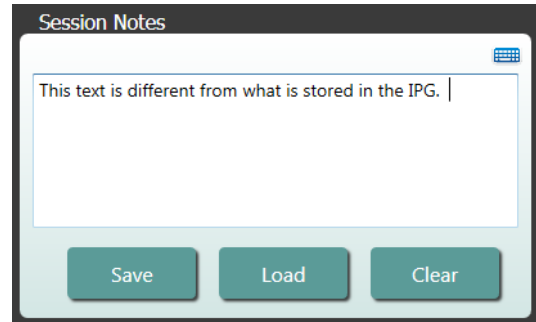 Session Notes
This text is different from what is stored in the IPG.
Save Load Clear